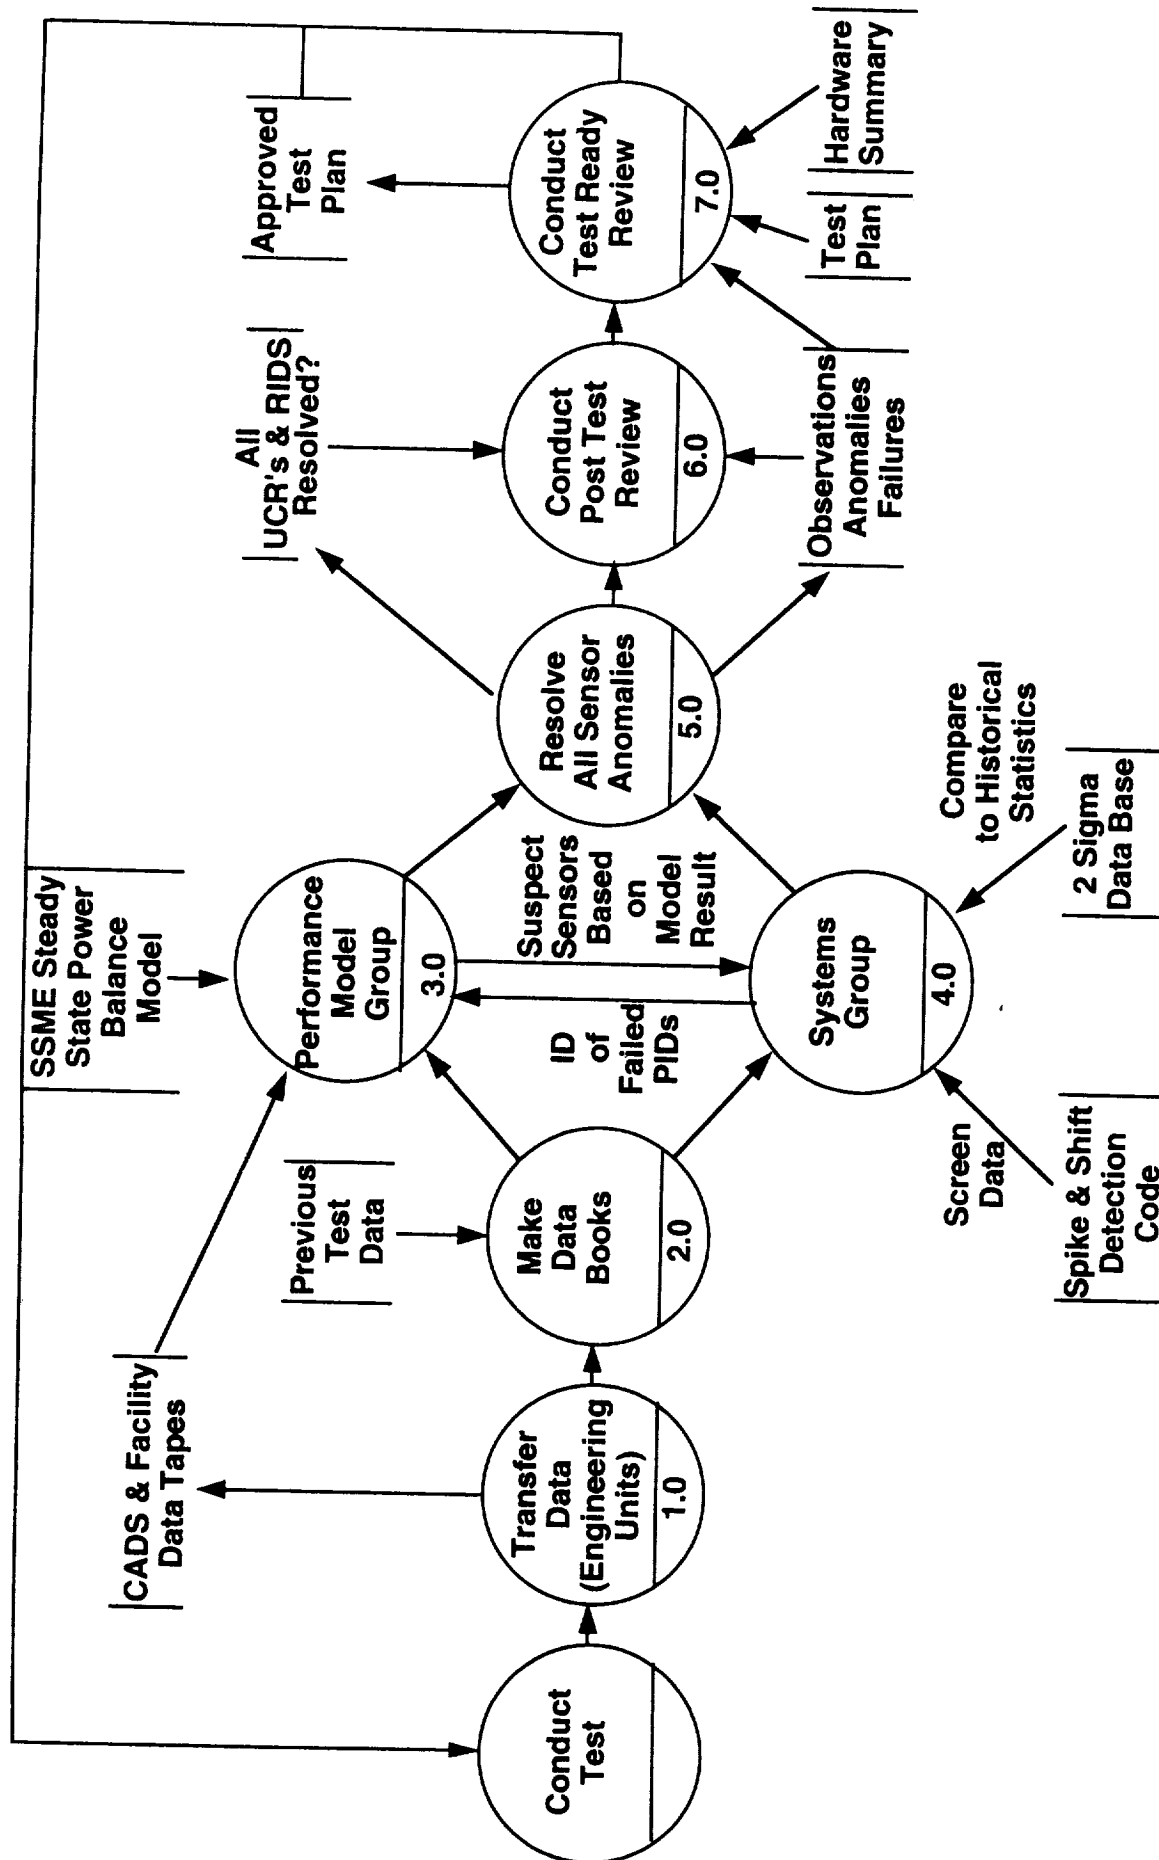 Conduct
Test
Transfer
Data
(Engineering
Units)
1.0
CADS & Facility
Data Tapes
Make
Data
Books
2.0
Previous
Test
Data
SSME Steady
State Power
Balance
Model
Performance
Model
Group
3.0
ID
of
Failed
PIDs
Suspect
Sensors
Based
on
Model
Result
Systems
Group
4.0
Screen
Data
Spike & Shift
Detection
Code
Compare
to Historical
Statistics
2 Sigma
Data Base
Resolve
All Sensor
Anomalies
5.0
All
UCR's & RIDS
Resolved?
Conduct
Post Test
Review
6.0
Observations
Anomalies
Failures
Approved
Test
Plan
Conduct
Test Ready
Review
7.0
Test
Plan
Hardware
Summary